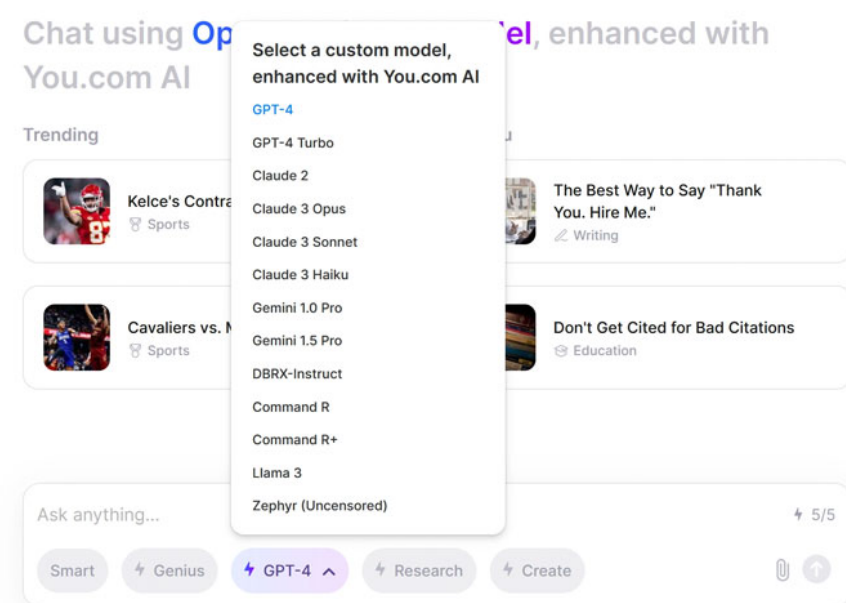 Chat using Op
el, enhanced with
You.com AI
Select a custom model,
enhanced with You.com AI
GPT-4
GPT-4 Turbo
Claude 2
Claude 3 Opus
Claude 3 Sonnet
Claude 3 Haiku
Gemini 1.0 Pro
Gemini 1.5 Pro
DBRX-Instruct
Command R
Command R+
Llama 3
Zephyr (Uncensored)
Trending
Kelce's Contra
Sports
The Best Way to Say "Thank
You. Hire Me."
Writing
Cavaliers vs.
Sports
Don't Get Cited for Bad Citations
Education
Ask anything...
5/5
Smart
Genius
GPT-4
Research
Create